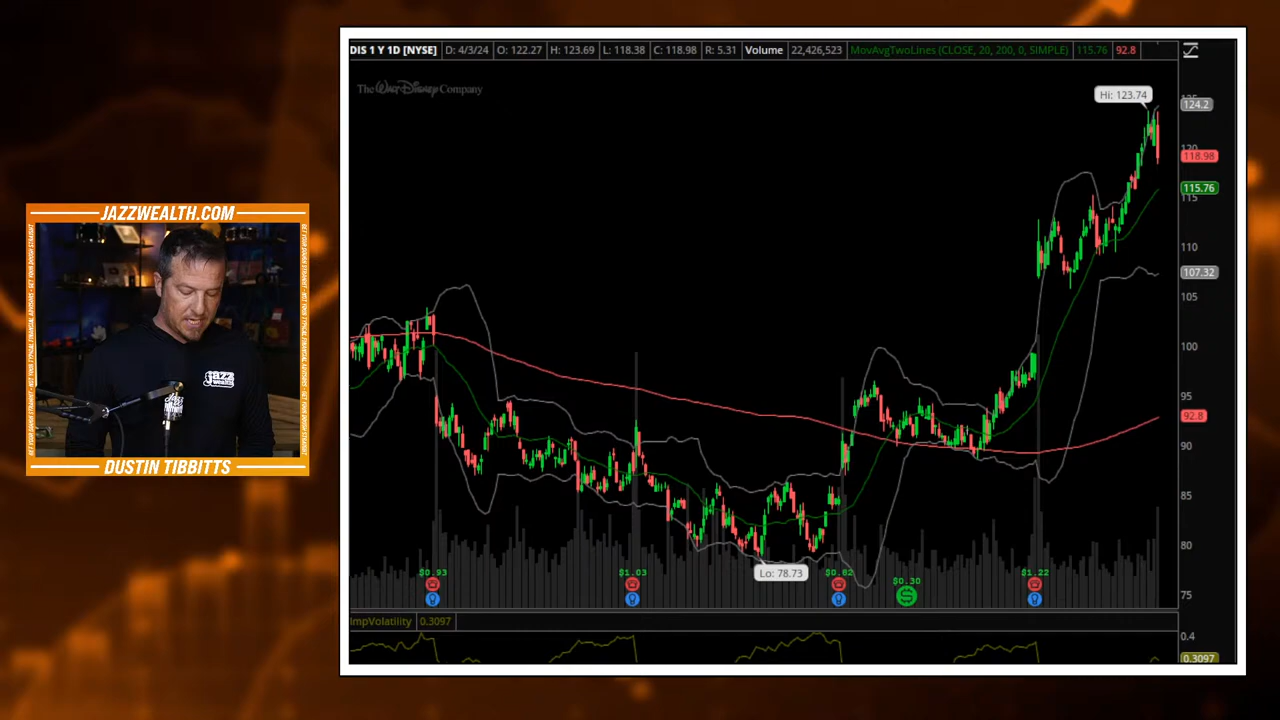 DIS 1 Y 1D [NYSE] D: 4/3/24 O: 122.27 H: 123.69 L: 118.38 C: 118.98 R: 5.31 Volume 22,426,523 MovAvgTwoLines (CLOSE, 20, 200, 0, SIMPLE) 115.76 92.8
The Walt Disney Company
Hi: 123.74
124.2
120
118.98
115.76
115
110
107.32
105
100
95
92.8
90
85
80
75
Lo: 78.73
$0.93
$1.03
$0.82
$0.30
$1.22
ImpVolatility 0.3097
0.4
0.3097
JAZZWEALTH.COM
jazz
wealth
DUSTIN TIBBITTS